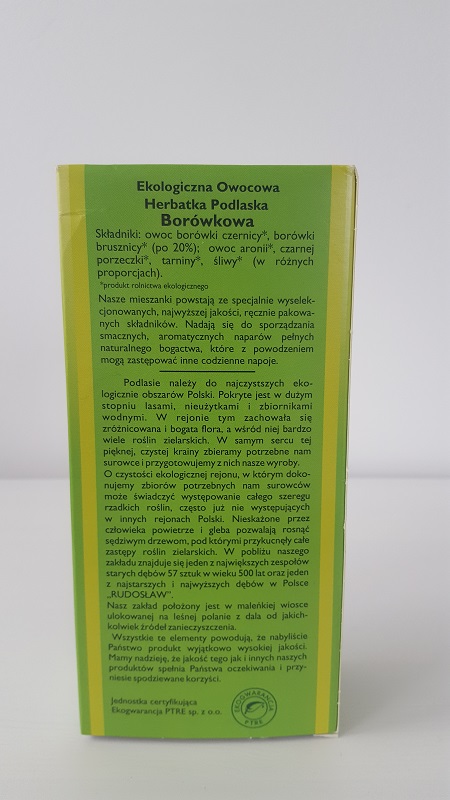 Ekologiczna Owocowa
Herbatka Podlaska
Borówkowa
Składniki: owoc borówki czernicy*, borówki
brusznicy* (po 20%); owoc aronii*, czarnej
porzeczki*, tarniny*, śliwy* (w różnych
proporcjach).
*produkt rolnictwa ekologicznego
Nasze mieszanki powstają ze specjalnie wyselek-
cjonowanych, najwyższej jakości, ręcznie pakowa-
nych składników. Nadają się do sporządzania
smacznych, aromatycznych naparów pełnych
naturalnego bogactwa, które z powodzeniem
mogą zastępować inne codzienne napoje.
Podlasie należy do najczystszych eko-
logicznie obszarów Polski. Pokryte jest w dużym
stopniu lasami, nieużytkami i zbiornikami
wodnymi. W rejonie tym zachowała się
zróżnicowana i bogata flora, a wśród niej bardzo
wiele roślin zielarskich. W samym sercu tej
pięknej, czystej krainy zbieramy potrzebne nam
surowce i przygotowujemy z nich nasze wyroby.
O czystości ekologicznej rejonu, w którym doko-
nujemy zbiorów potrzebnych nam surowców
może świadczyć występowanie całego szeregu
rzadkich roślin, często już nie występujących
w innych rejonach Polski. Nieskażone przez
człowieka powietrze i gleba pozwalają rosnąć
sędziwym drzewom, pod którymi przykucnęły całe
zastępy roślin zielarskich. W pobliżu naszego
zakładu znajduje się jeden z największych zespołów
starych dębów 57 sztuk w wieku 500 lat oraz jeden
z najstarszych i najwyższych dębów w Polsce
„RUDOSŁAW".
Nasz zakład położony jest w maleńkiej wiosce
ulokowanej na leśnej polanie z dala od jakich-
kolwiek źródeł zanieczyszczenia.
Wszystkie te elementy powodują, że nabyliście
Państwo produkt wyjątkowo wysokiej jakości.
Mamy nadzieję, że jakość tego jak i innych naszych
produktów spełnia Państwa oczekiwania i przy-
niesie spodziewane korzyści.
Jednostka certyfikująca
Ekogwarancja PTRE sp. z o.o.
EKOGWARANCJA
PTRE